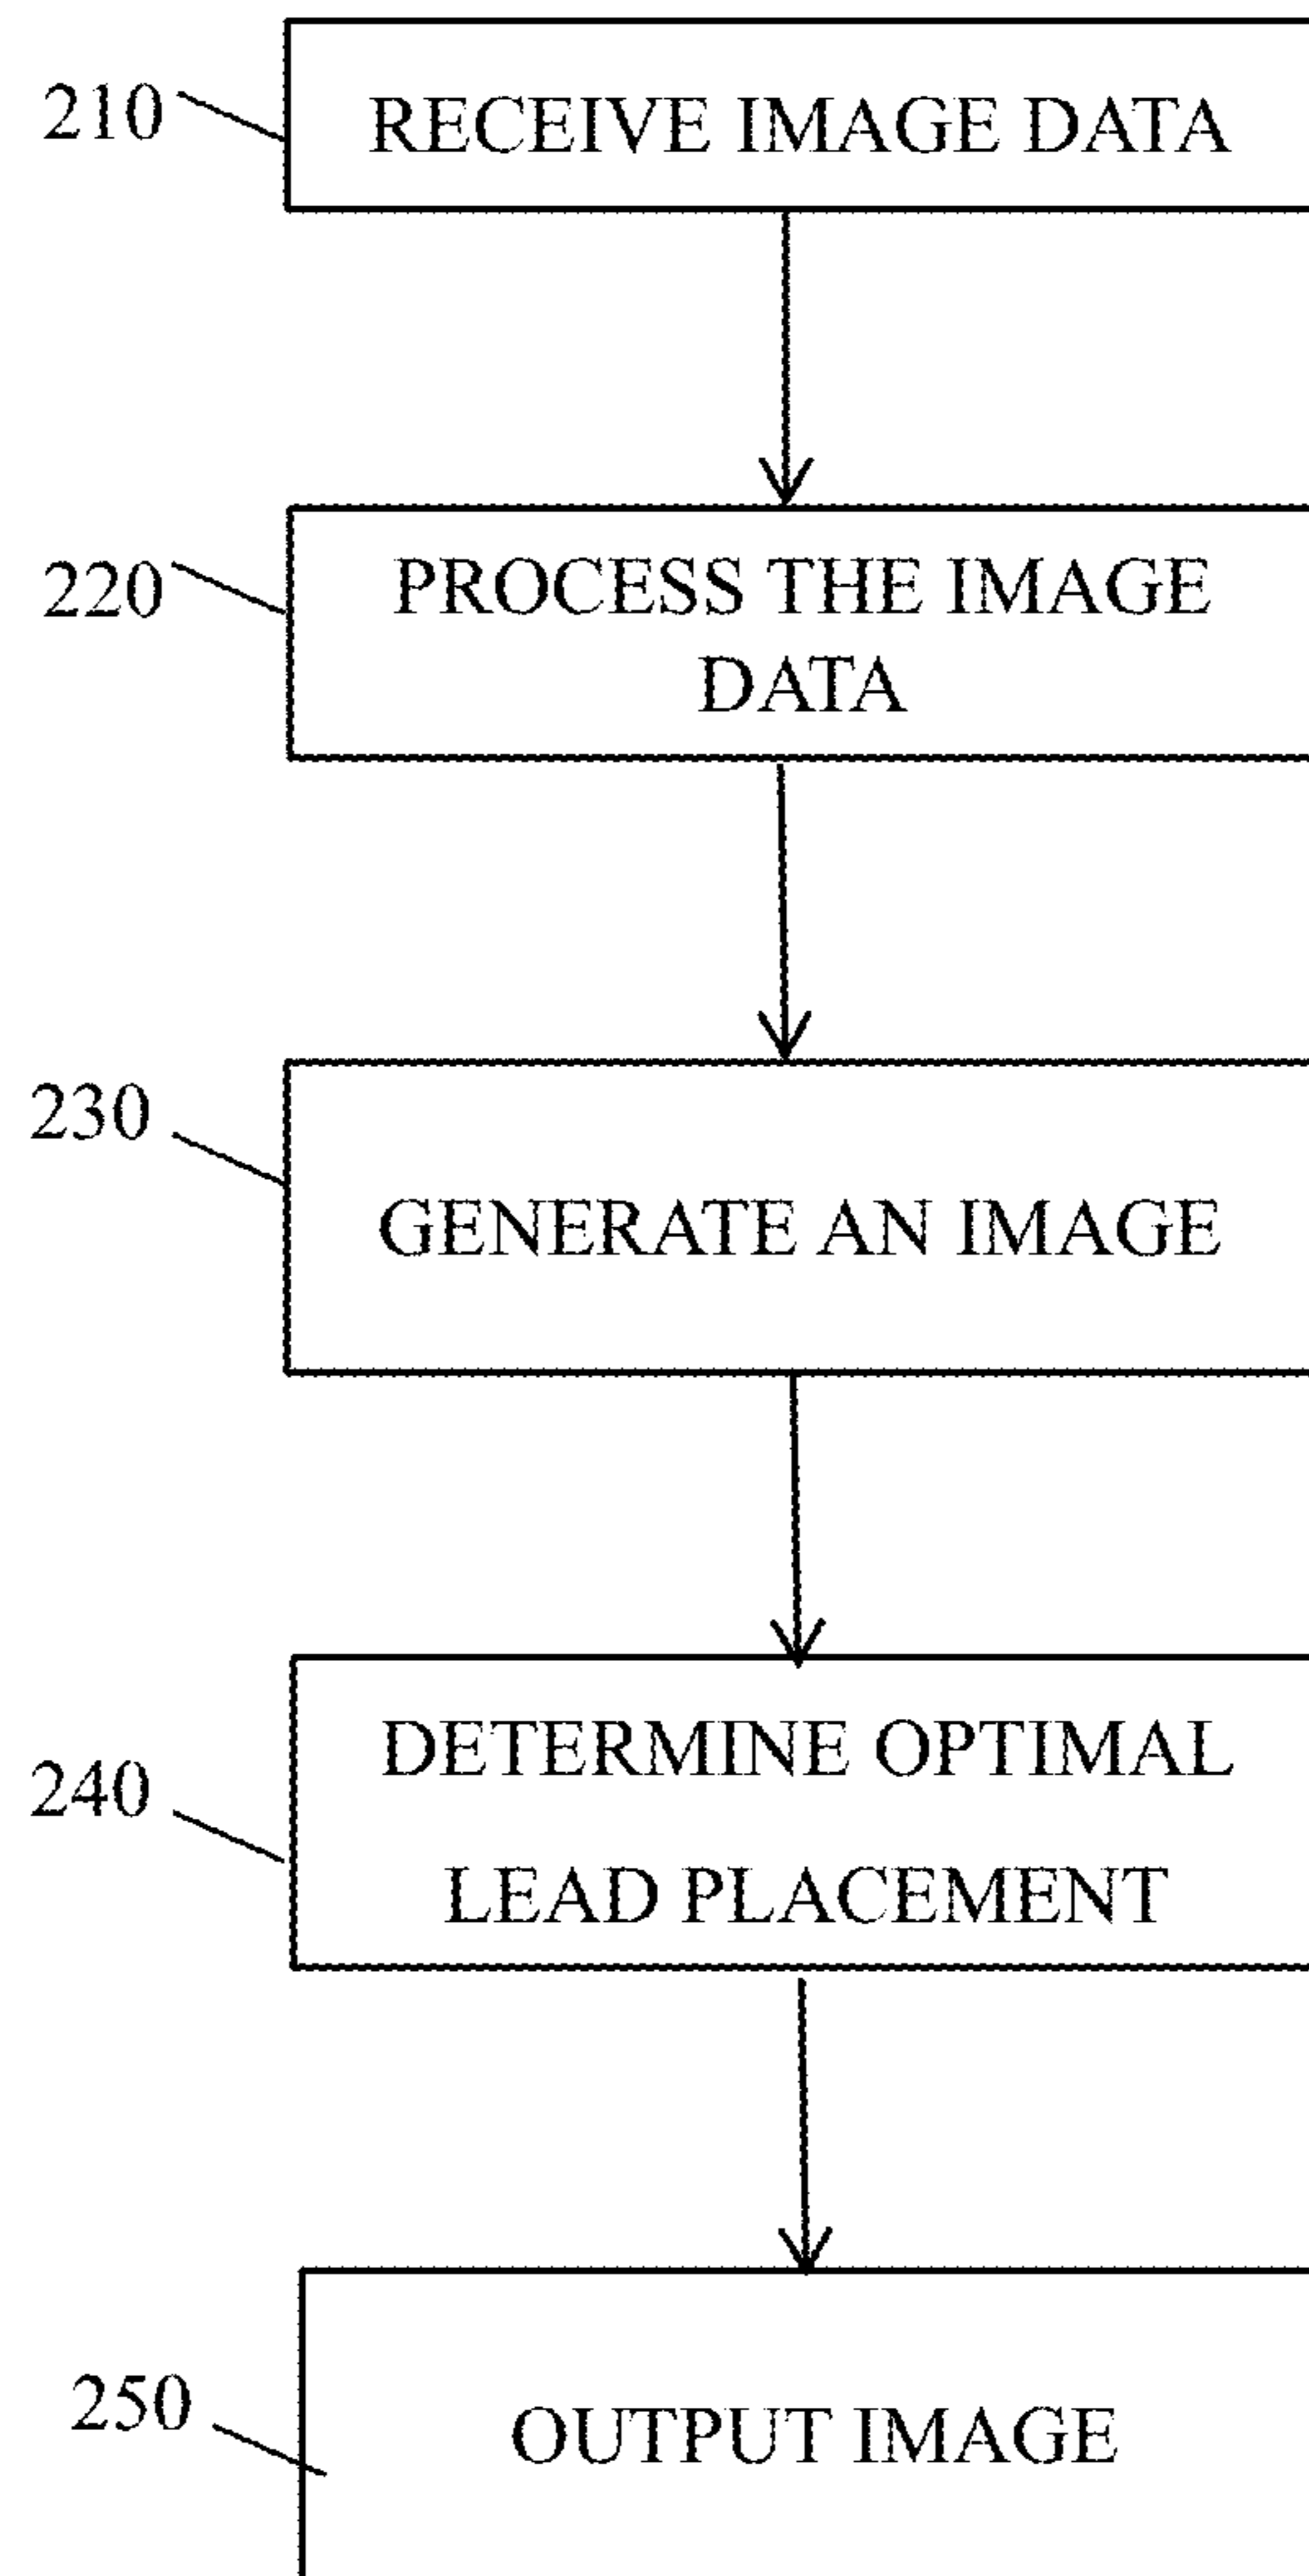 210
RECEIVE IMAGE DATA
220
PROCESS THE IMAGE
DATA
230
GENERATE AN IMAGE
240
DETERMINE OPTIMAL
LEAD PLACEMENT
250
OUTPUT IMAGE